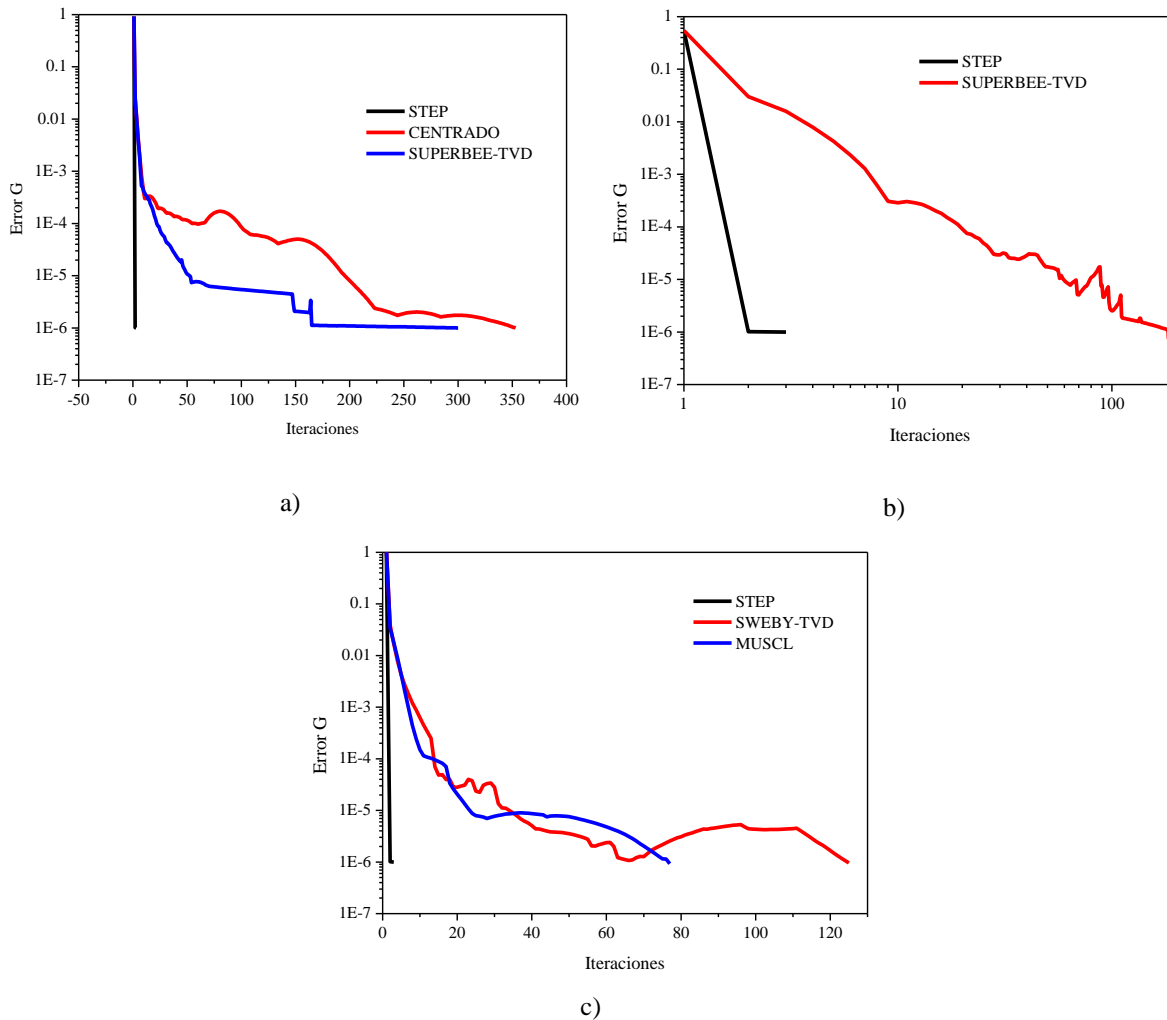 1
0.1
0.01
1E-3
1E-4
1E-5
1E-6
1E-7
Error G
STEP
CENTRADO
SUPERBEE-TVD
-50 0 50 100 150 200 250 300 350 400
Iteraciones
a)
1
0.1
0.01
1E-3
1E-4
1E-5
1E-6
1E-7
Error G
STEP
SUPERBEE-TVD
1 10 100
Iteraciones
b)
1
0.1
0.01
1E-3
1E-4
1E-5
1E-6
1E-7
Error G
STEP
SWEBY-TVD
MUSCL
0 20 40 60 80 100 120
Iteraciones
c)